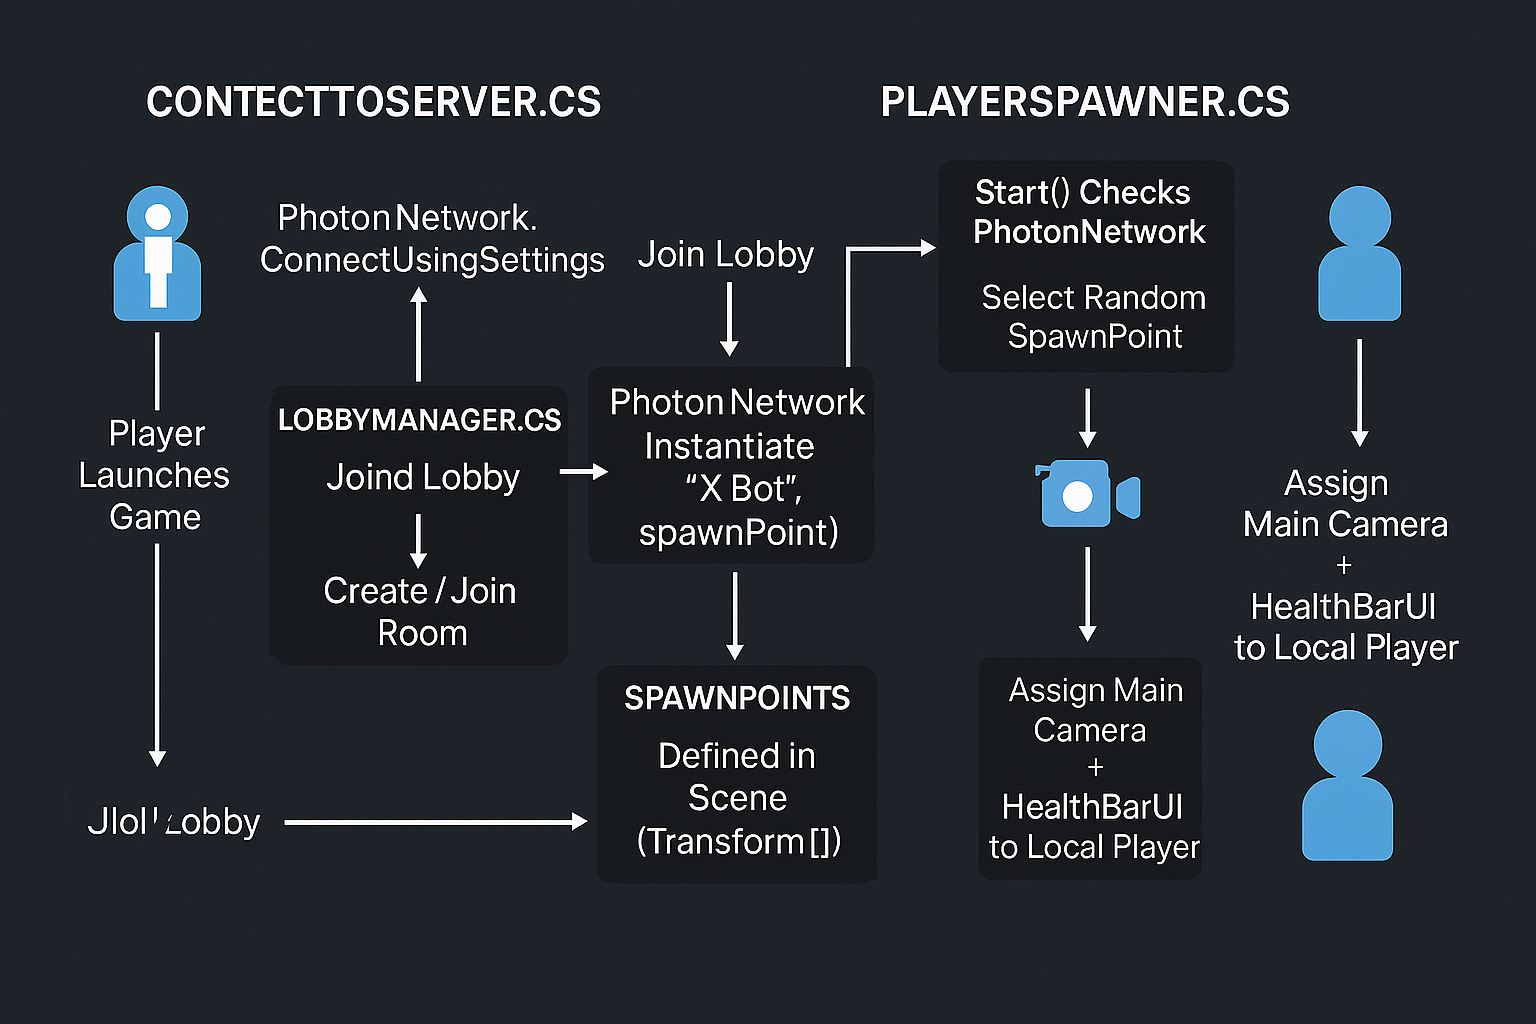 CONTECTTOSERVER.CS
PLAYERSPAWNER.CS
Photon Network.
ConnectUsingSettings
Join Lobby
Start() Checks
PhotonNetwork
Select Random
SpawnPoint
Player
Launches
Game
LOBBYMANAGER.CS
Joind Lobby
Create / Join
Room
Photon Network
Instantiate
“X Bot”,
spawnPoint)
Assign
Main Camera
+
HealthBarUI
to Local Player
Lobby
SPAWNPOINTS
Defined in
Scene
(Transform [])
Assign Main
Camera
+
HealthBarUI
to Local Player